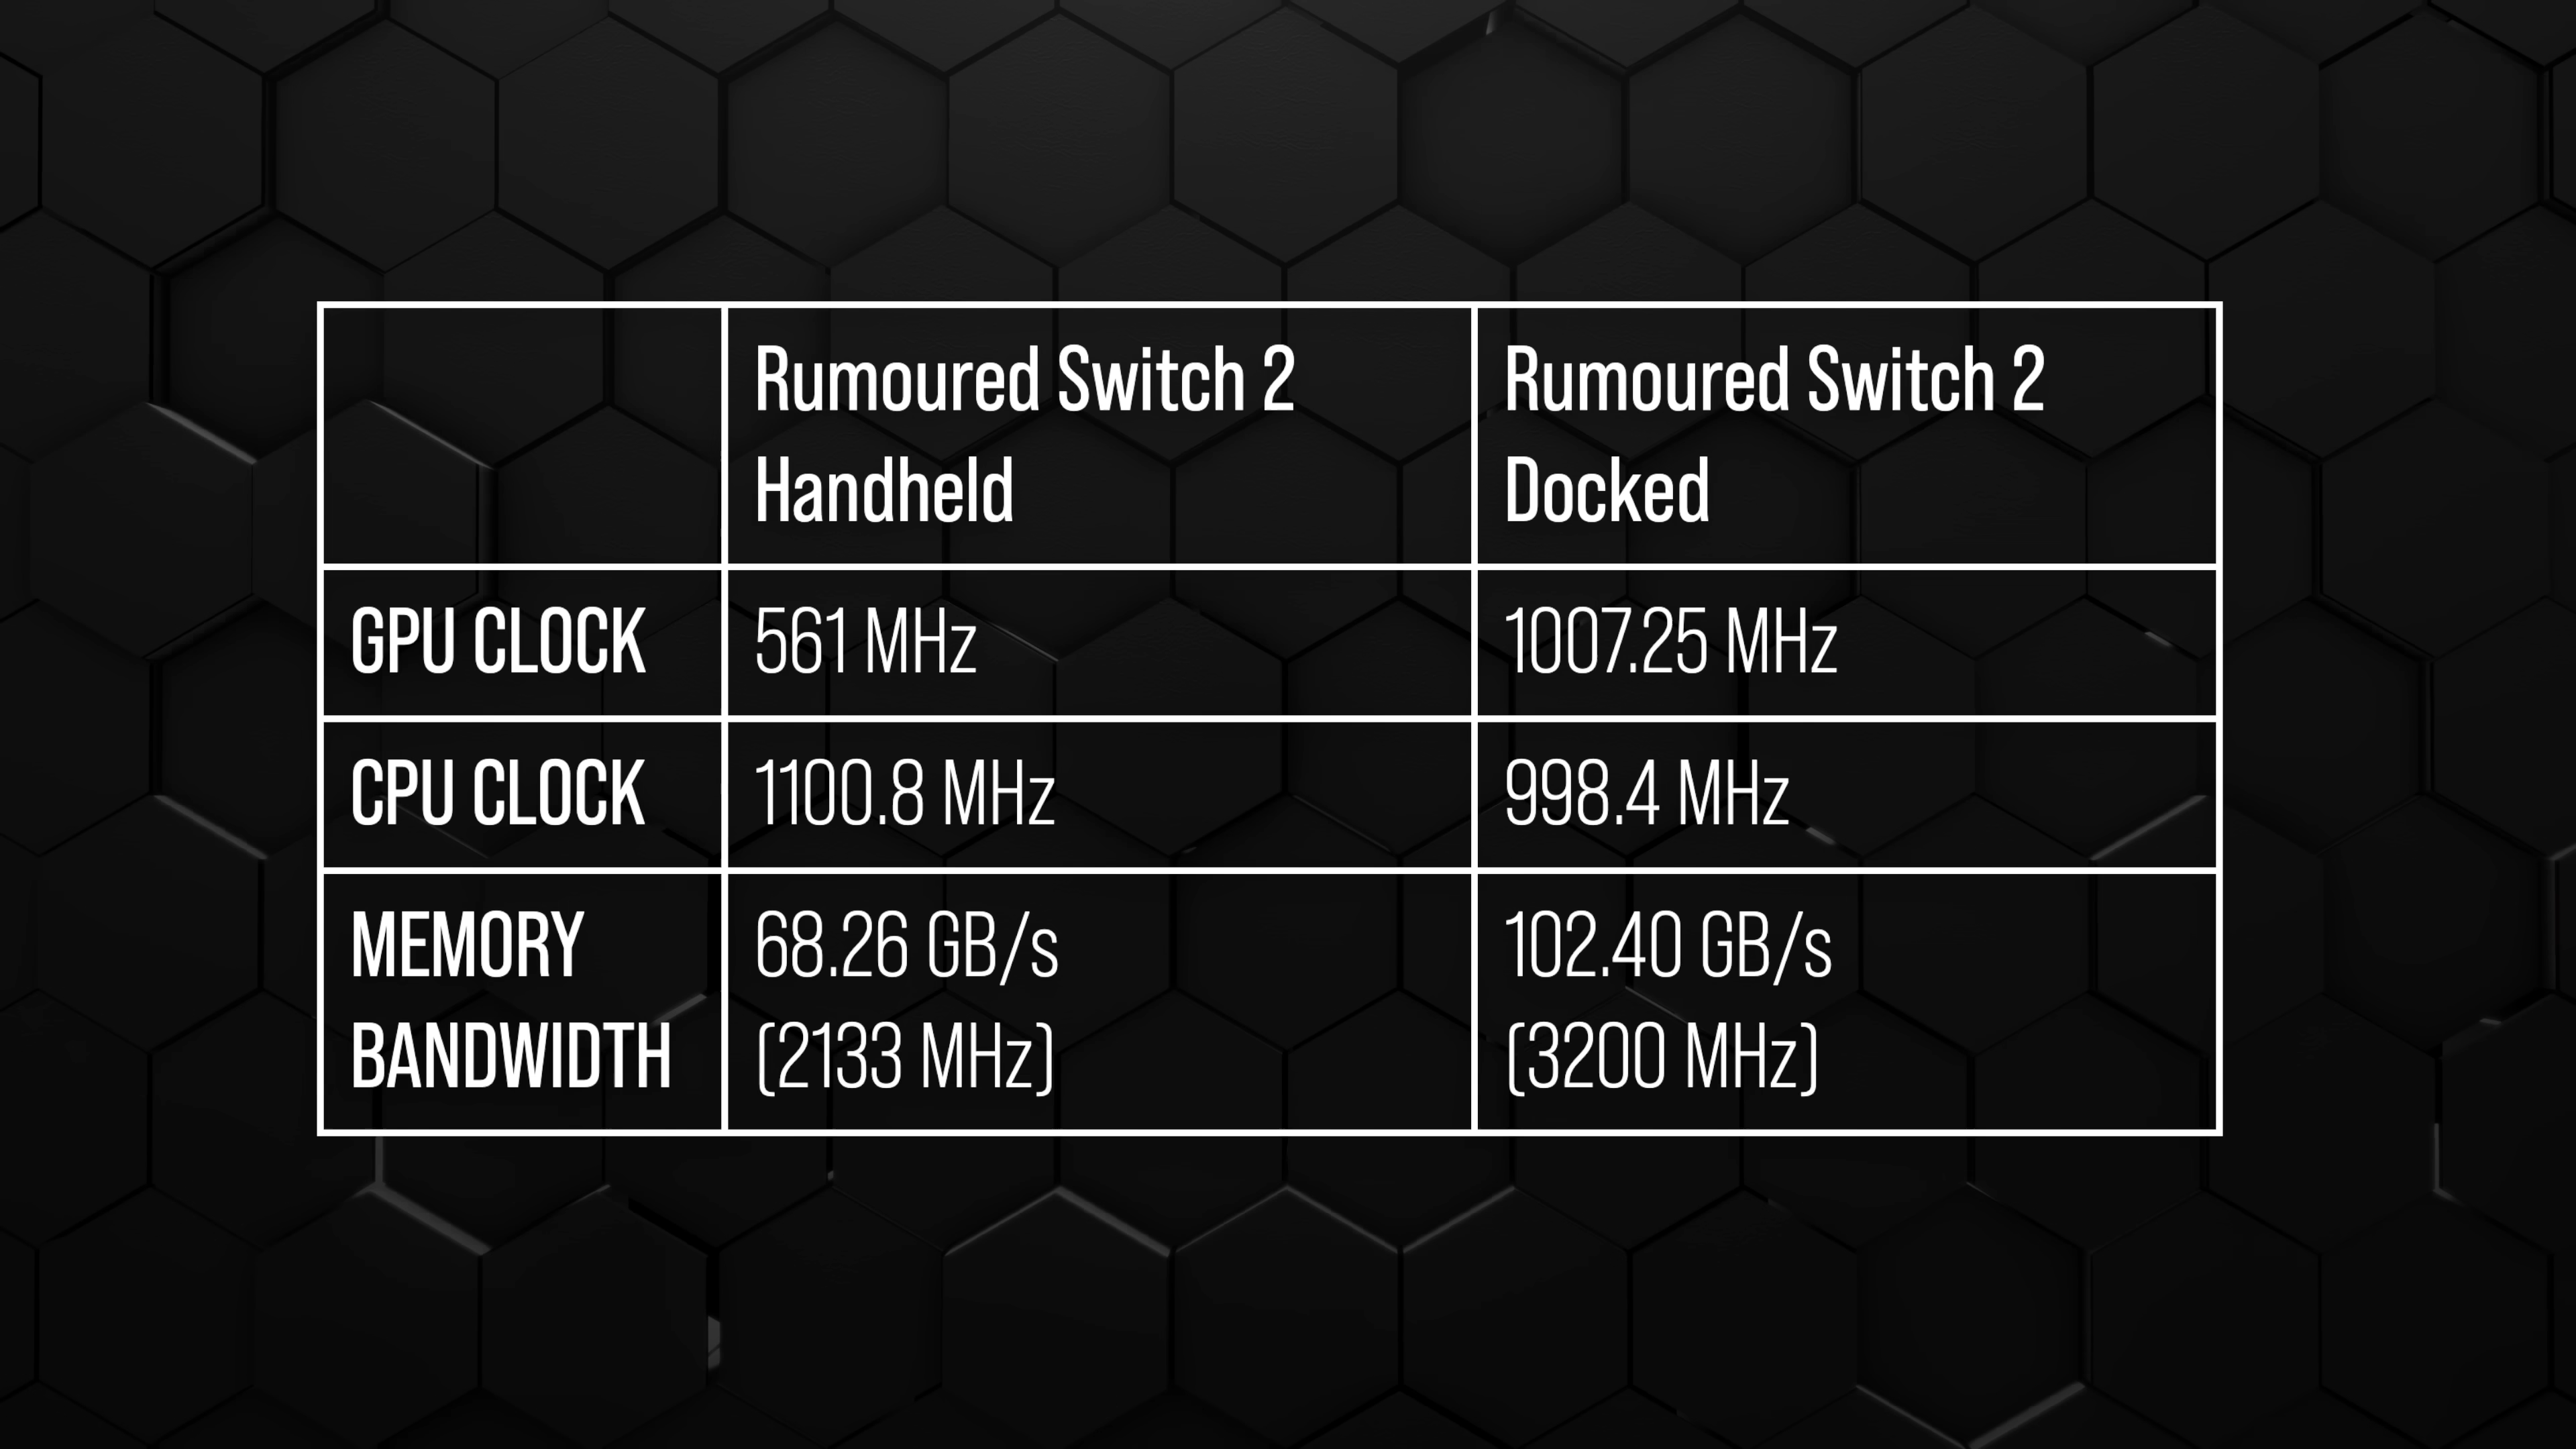 Rumoured Switch 2
Handheld
Rumoured Switch 2
Docked
GPU CLOCK
561 MHz
1007.25 MHz
CPU CLOCK
1100.8 MHz
998.4 MHz
MEMORY
BANDWIDTH
68.26 GB/s
(2133 MHz)
102.40 GB/s
(3200 MHz)